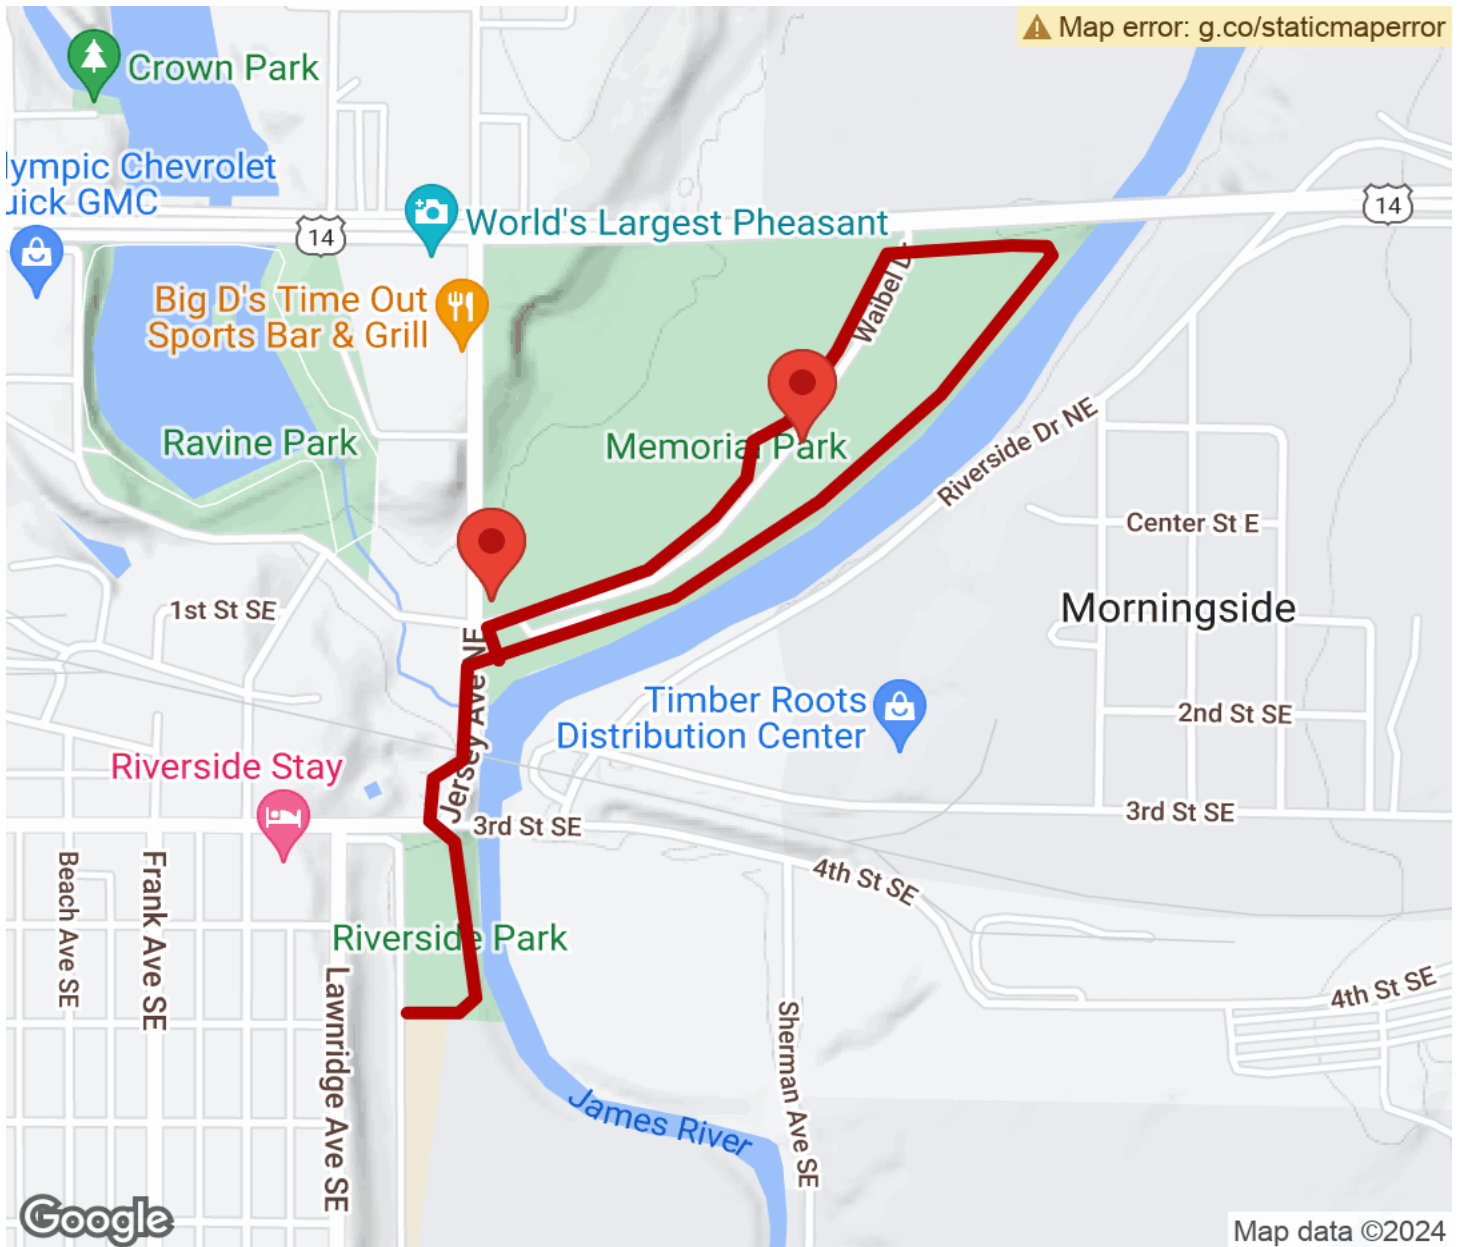 Map error: g.co/staticmaperror
Crown Park
lympic Chevrolet
uick GMC
World's Largest Pheasant
14
14
Big D's Time Out
Sports Bar & Grill
Waibel D
Ravine Park
Memorial Park
Riverside Dr NE
Center St E
1st St SE
Morningside
Jersey Ave NE
Timber Roots
Distribution Center
2nd St SE
Riverside Stay
3rd St SE
3rd St SE
4th St SE
Beach Ave SE
Frank Ave SE
Riverside Park
Lawnridge Ave SE
4th St SE
Sherman Ave SE
James River
Google
Map data ©2024